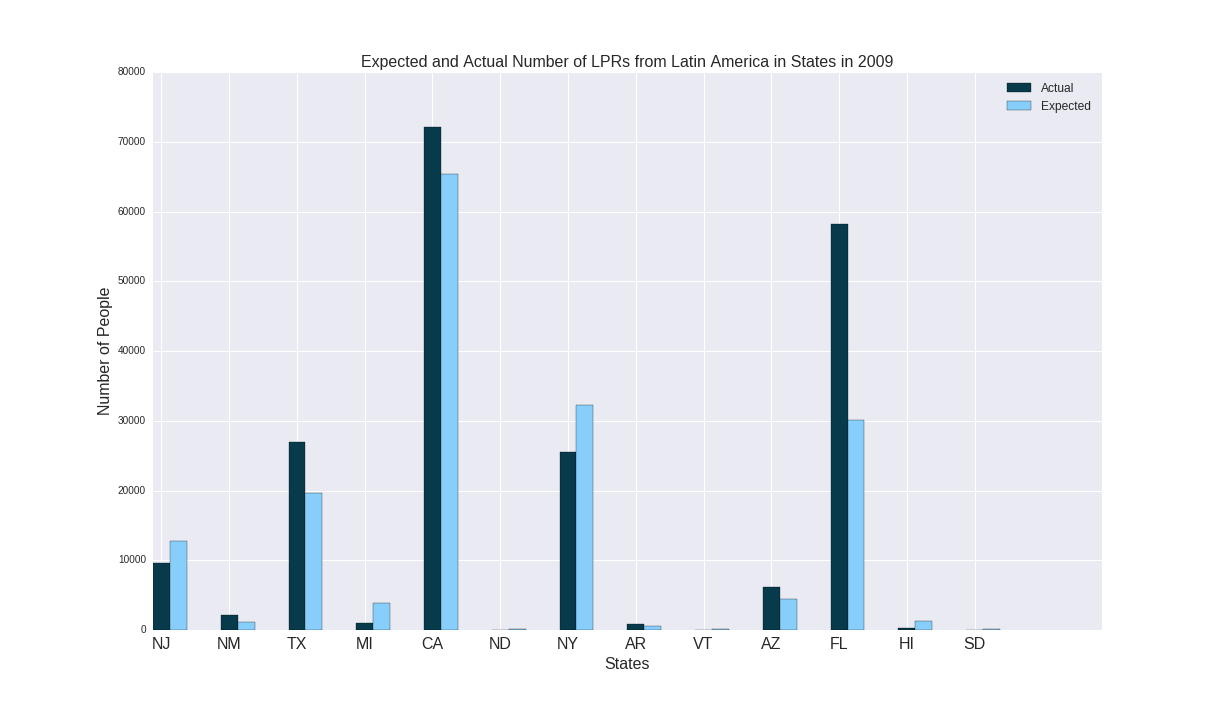 Expected and Actual Number of LPRs from Latin America in States in 2009
Actual
Expected
80000
70000
60000
50000
40000
30000
20000
10000
0
Number of People
NJ NM TX MI CA ND NY AR VT AZ FL HI SD
States